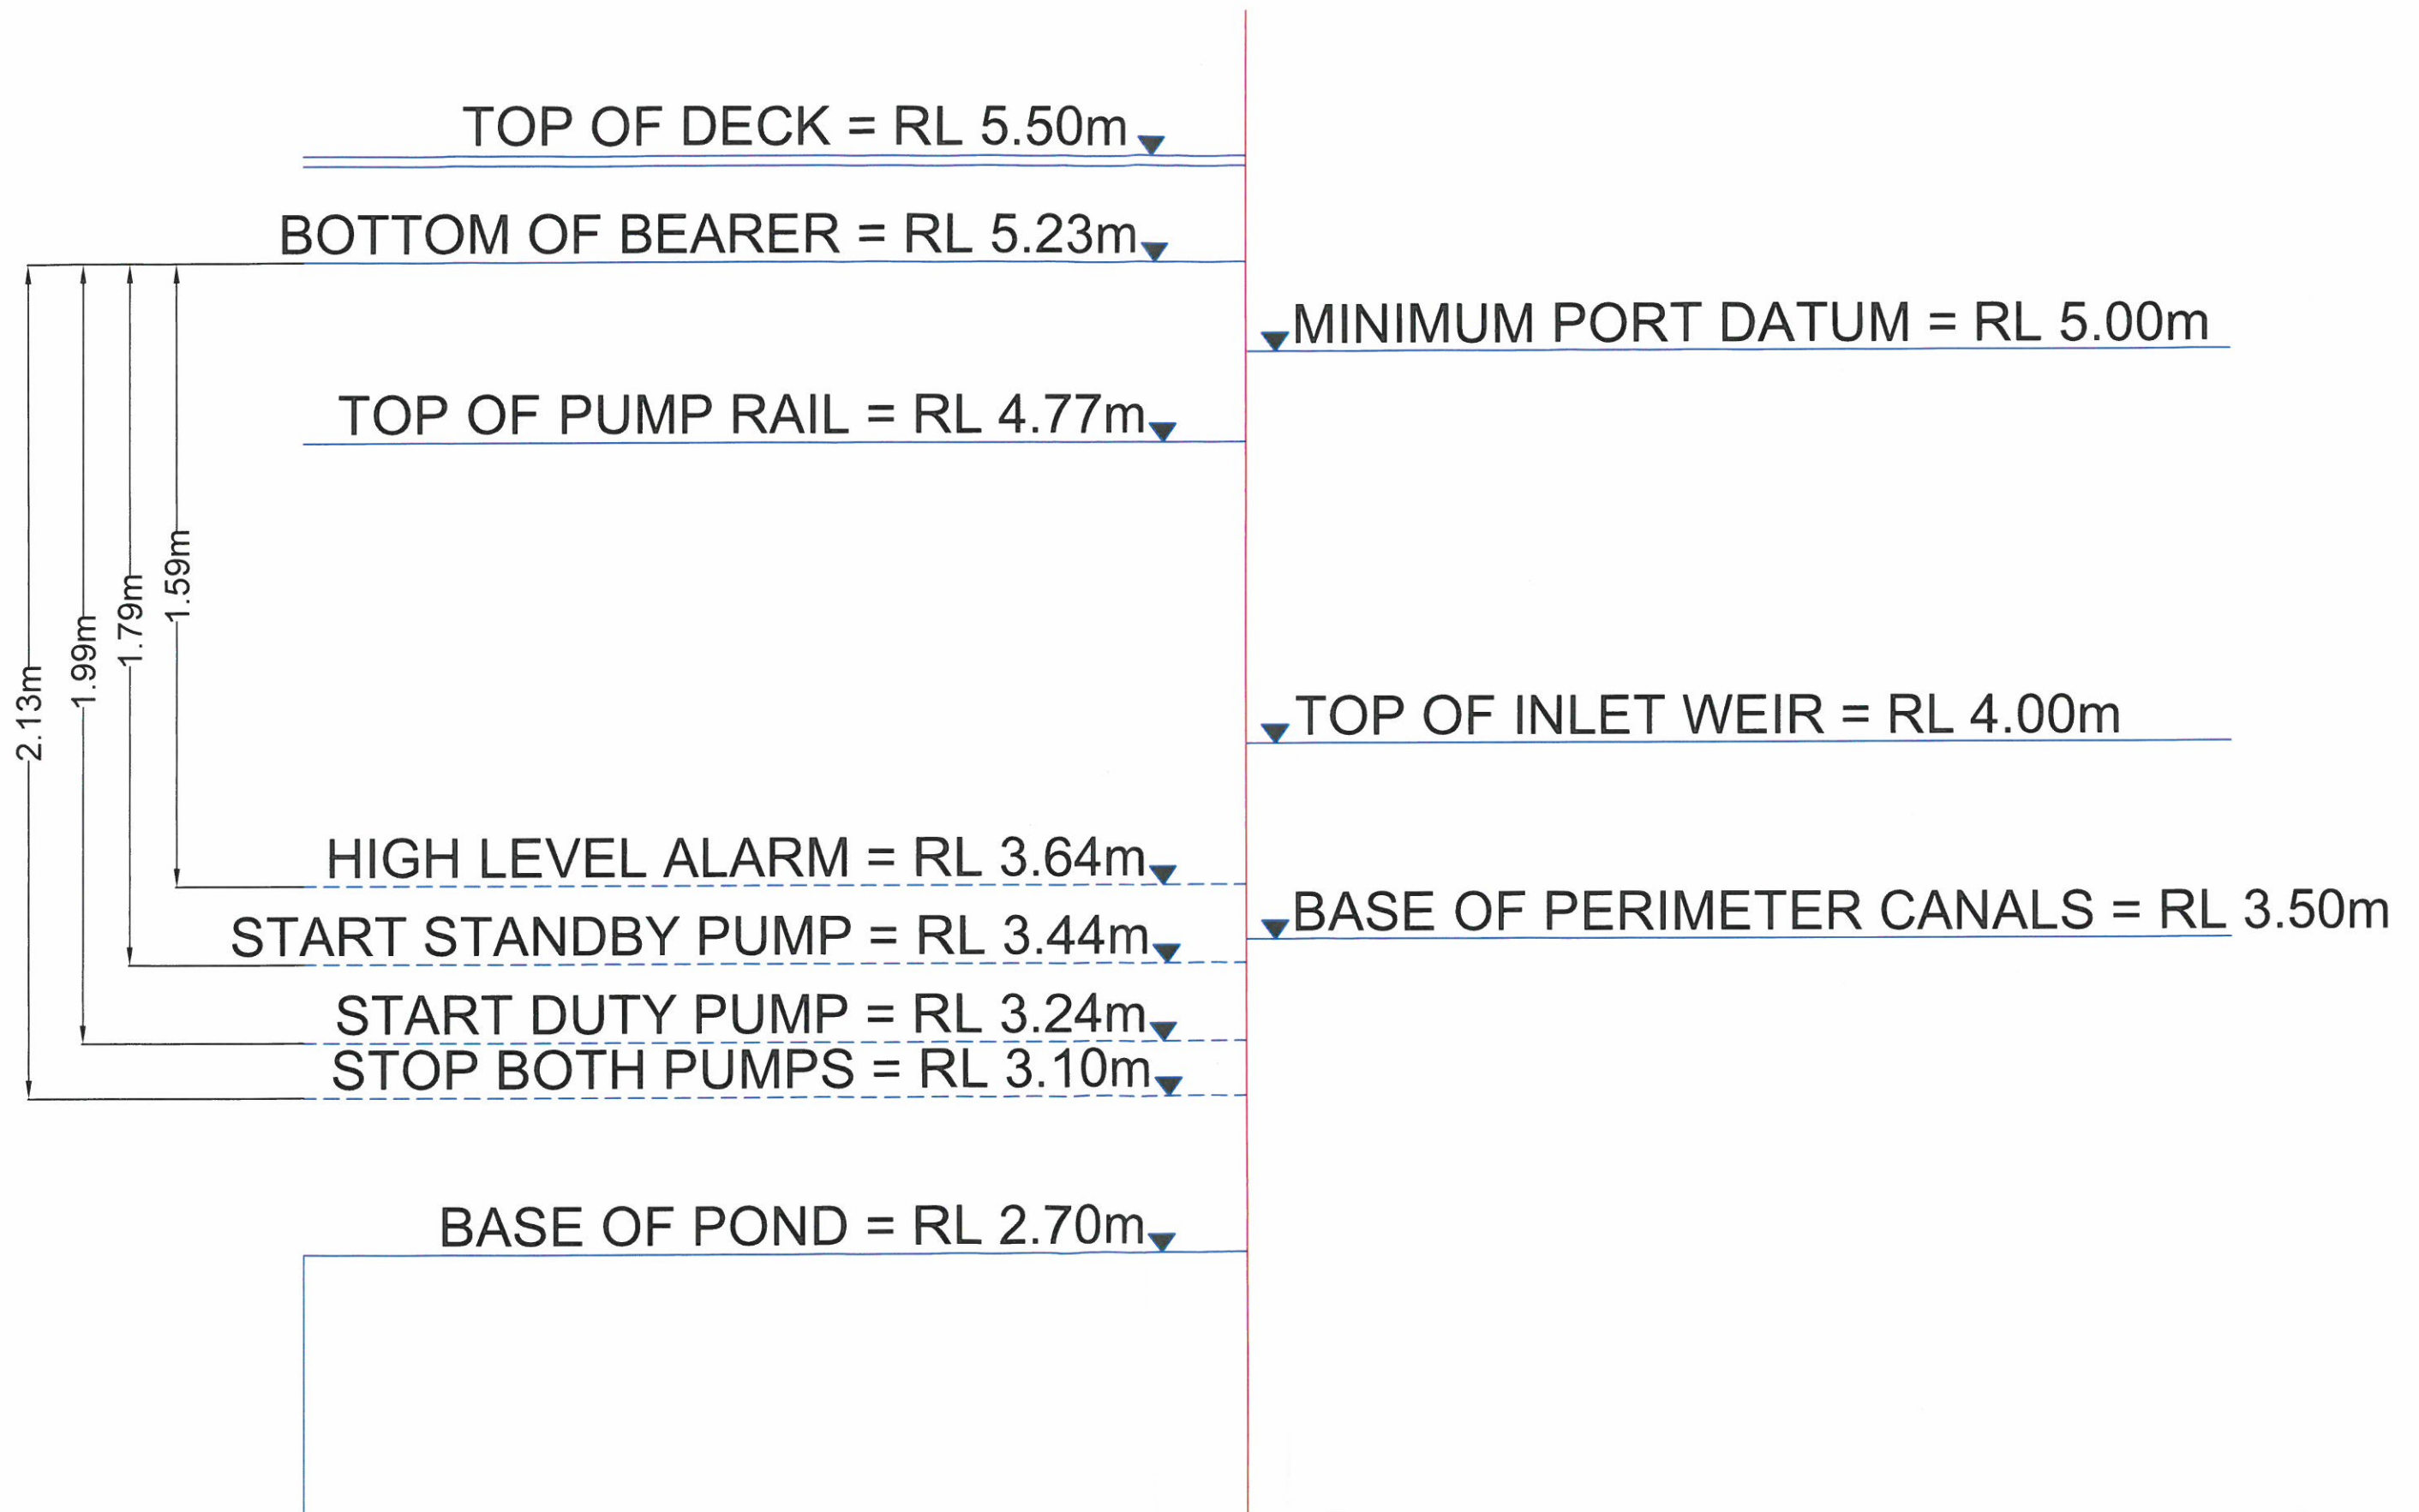 TOP OF DECK = RL 5.50m
BOTTOM OF BEARER = RL 5.23m
MINIMUM PORT DATUM = RL 5.00m
TOP OF PUMP RAIL = RL 4.77m
1.59m
1.79m
1.99m
2.13m
TOP OF INLET WEIR = RL 4.00m
HIGH LEVEL ALARM = RL 3.64m
BASE OF PERIMETER CANALS = RL 3.50m
START STANDBY PUMP = RL 3.44m
START DUTY PUMP = RL 3.24m
STOP BOTH PUMPS = RL 3.10m
BASE OF POND = RL 2.70m